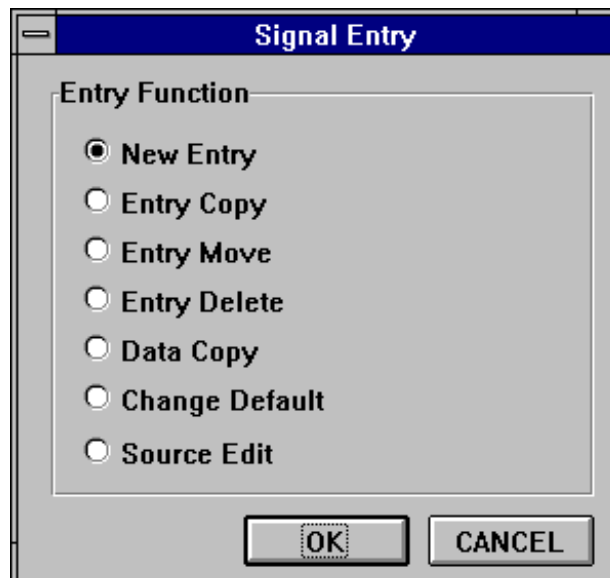 Signal Entry
Entry Function
New Entry
Entry Copy
Entry Move
Entry Delete
Data Copy
Change Default
Source Edit
OK CANCEL